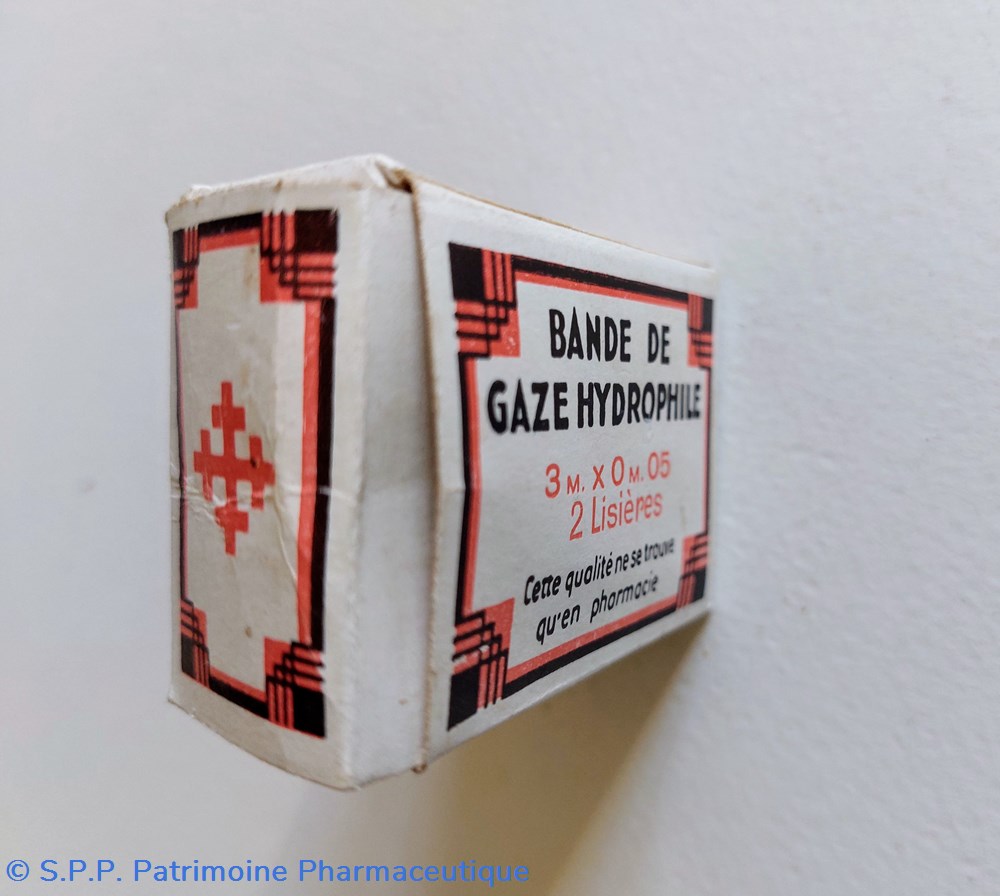 BANDE DE
GAZE HYDROPHILE
3 M. X 0 M. 05
2 Lisières
Cette qualité ne se trouve
qu'en pharmacie
© S.P.P. Patrimoine Pharmaceutique